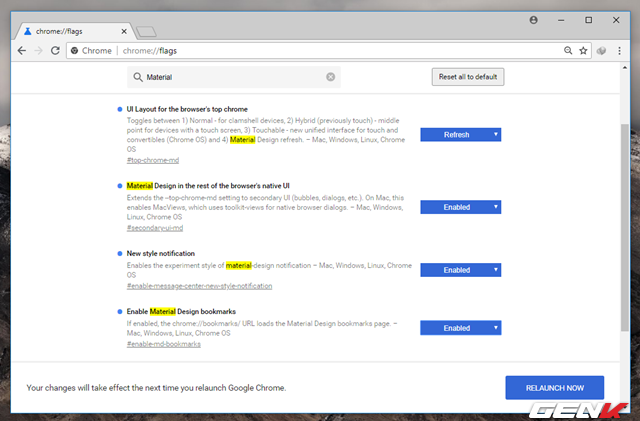 chrome://flags
Chrome
chrome://flags
Material
Reset all to default
UI Layout for the browser's top chrome
Toggles between 1) Normal - for clamshell devices, 2) Hybrid (previously touch) - middle
point for devices with a touch screen, 3) Touchable - new unified interface for touch and
convertibles (Chrome OS) and 4) Material Design refresh. – Mac, Windows, Linux, Chrome
OS
#top-chrome-md
Refresh
Material Design in the rest of the browser's native UI
Extends the --top-chrome-md setting to secondary UI (bubbles, dialogs, etc.). On Mac, this
enables MacViews, which uses toolkit-views for native browser dialogs. – Mac, Windows,
Linux, Chrome OS
#secondary-ui-md
Enabled
New style notification
Enables the experiment style of material-design notification – Mac, Windows, Linux, Chrome
OS
#enable-message-center-new-style-notification
Enabled
Enable Material Design bookmarks
If enabled, the chrome://bookmarks/ URL loads the Material Design bookmarks page. –
Mac, Windows, Linux, Chrome OS
#enable-md-bookmarks
Enabled
Your changes will take effect the next time you relaunch Google Chrome.
RELAUNCH NOW
GENK